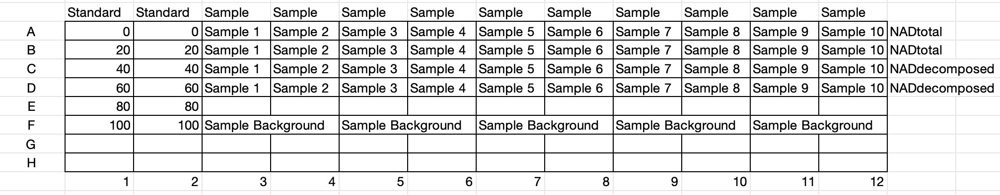 Standard Standard Sample Sample Sample Sample Sample Sample Sample Sample Sample Sample
A 0 0 Sample 1 Sample 2 Sample 3 Sample 4 Sample 5 Sample 6 Sample 7 Sample 8 Sample 9 Sample 10 NADtotal
B 20 20 Sample 1 Sample 2 Sample 3 Sample 4 Sample 5 Sample 6 Sample 7 Sample 8 Sample 9 Sample 10 NADtotal
C 40 40 Sample 1 Sample 2 Sample 3 Sample 4 Sample 5 Sample 6 Sample 7 Sample 8 Sample 9 Sample 10 NADdecomposed
D 60 60 Sample 1 Sample 2 Sample 3 Sample 4 Sample 5 Sample 6 Sample 7 Sample 8 Sample 9 Sample 10 NADdecomposed
E 80 80
F 100 100 Sample Background Sample Background Sample Background Sample Background Sample Background
G
H
1 2 3 4 5 6 7 8 9 10 11 12